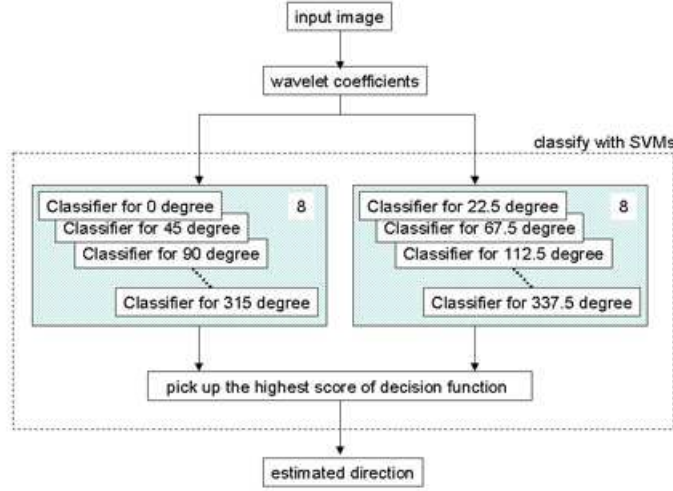 input image
wavelet coefficients
classify with SVMs
Classifier for 0 degree
8
Classifier for 45 degree
Classifier for 90 degree
Classifier for 315 degree
Classifier for 22.5 degree
8
Classifier for 67.5 degree
Classifier for 112.5 degree
Classifier for 337.5 degree
pick up the highest score of decision function
estimated direction